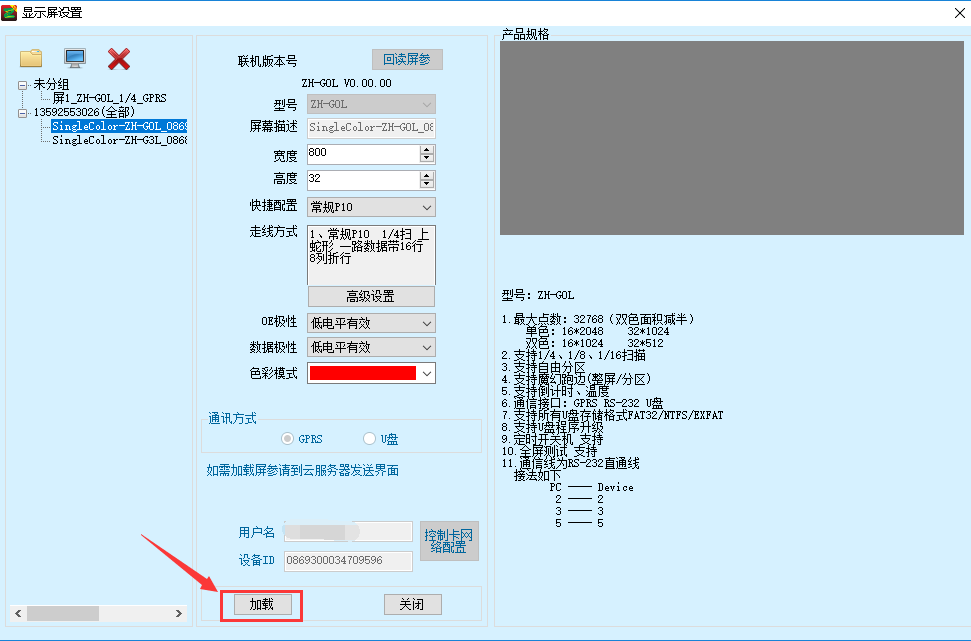 显示屏设置
未分组
屏1_ZH-G0L_1/4_GPRS
13592553026(全部)
SingleColor-ZH-G0L_0869
SingleColor-ZH-G3L_0868
联机版本号
回读屏参
ZH-G0L V0.00.00
型号
ZH-G0L
屏幕描述
SingleColor-ZH-G0L_08
宽度
800
高度
32
快捷配置
常规P10
走线方式
1、常规P10 1/4扫 上
蛇形 一路数据带16行
8列折行
高级设置
OE极性
低电平有效
数据极性
低电平有效
色彩模式
通讯方式
GPRS
U盘
如需加载屏参请到云服务器发送界面
用户名
控制卡网
络配置
设备ID
0869300034709596
加载
关闭
产品规格
型号: ZH-G0L
1.最大点数: 32768（双色面积减半）
单色: 16*2048 32*1024
双色: 16*1024 32*512
2.支持1/4、1/8、1/16扫描
3.支持自由分区
4.支持魔幻跑边(整屏/分区)
5.支持倒计时、温度
6.通信接口: GPRS RS-232 U盘
7.支持所有U盘存储格式FAT32/NTFS/EXFAT
8.支持U盘程序升级
9.定时开关机 支持
10.全屏测试 支持
11.通信线为RS-232直通线
接法如下
PC —— Device
2 —— 2
3 —— 3
5 —— 5